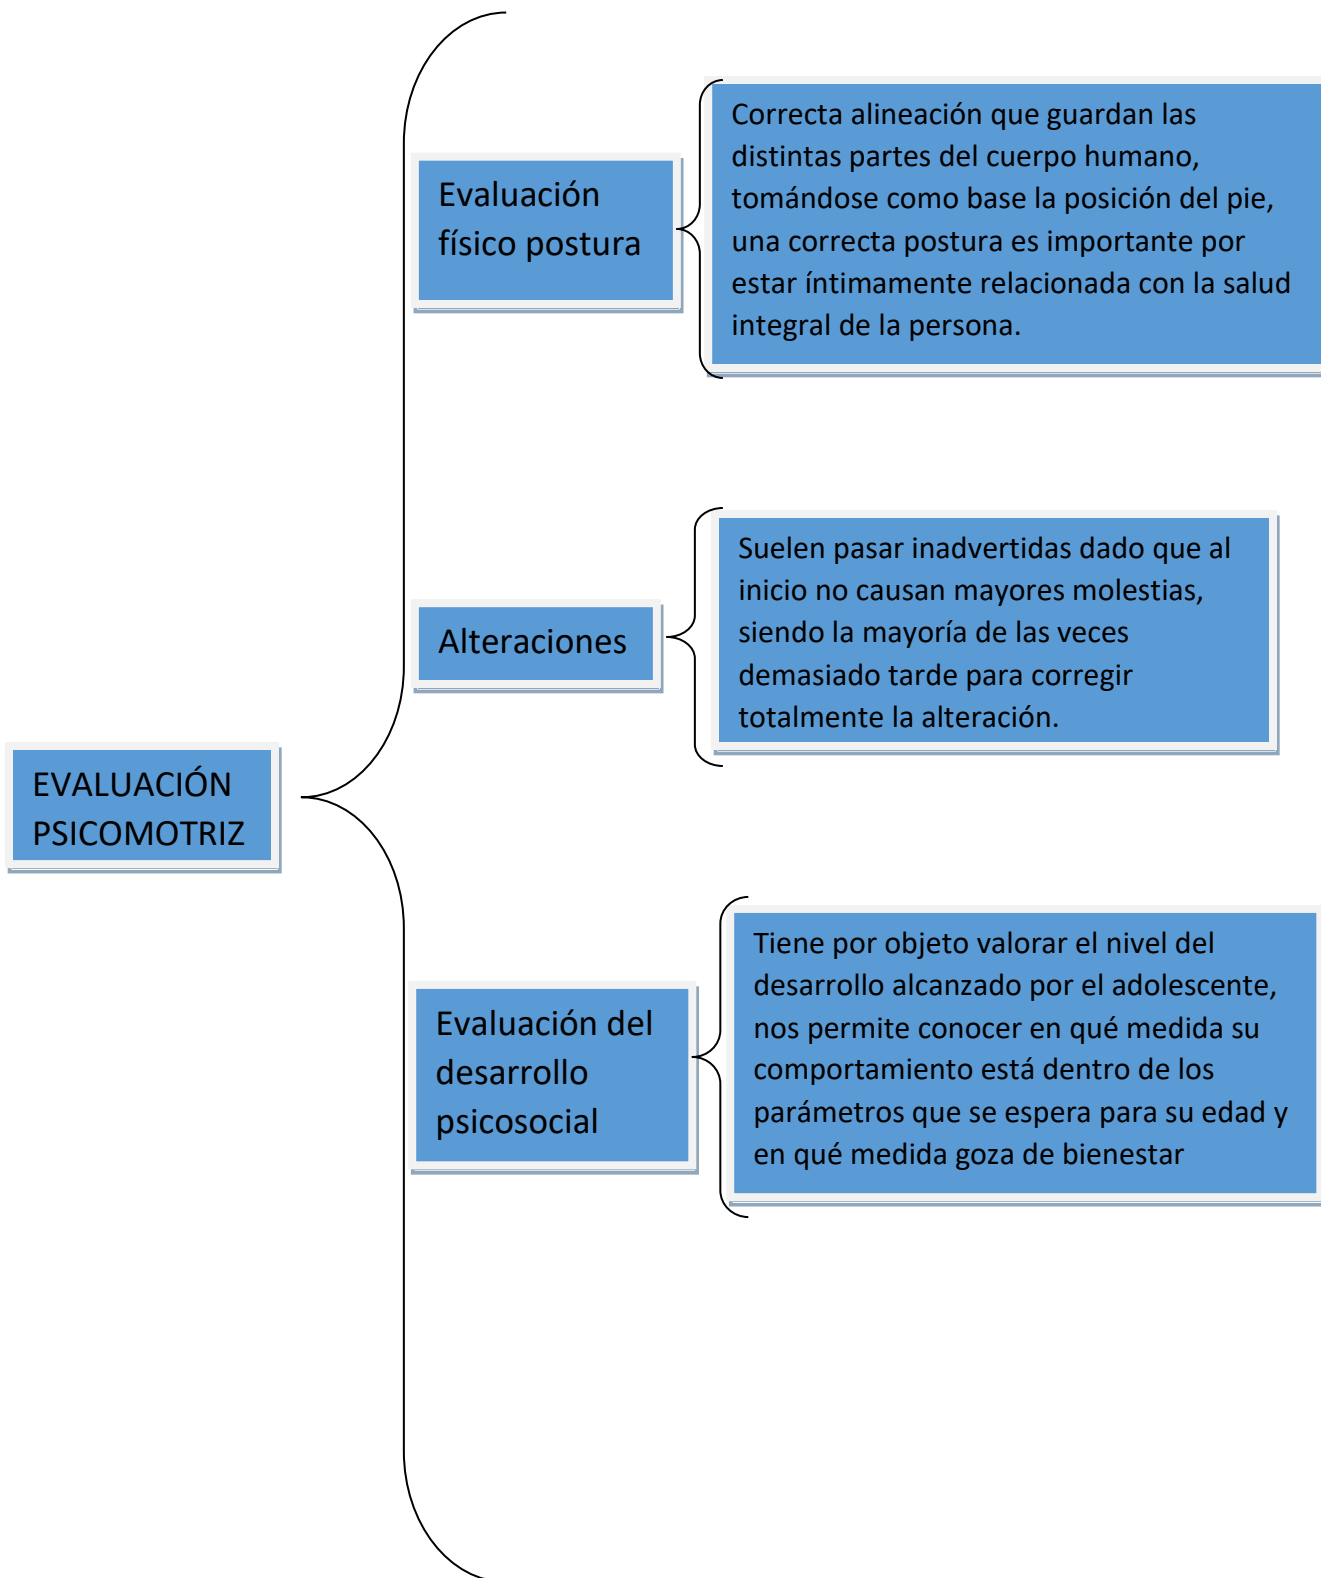 EVALUACIÓN
PSICOMOTRIZ
Evaluación
físico postura
Correcta alineación que guardan las
distintas partes del cuerpo humano,
tomándose como base la posición del pie,
una correcta postura es importante por
estar íntimamente relacionada con la salud
integral de la persona.
Alteraciones
Suelen pasar inadvertidas dado que al
inicio no causan mayores molestias,
siendo la mayoría de las veces
demasiado tarde para corregir
totalmente la alteración.
Evaluación del
desarrollo
psicosocial
Tiene por objeto valorar el nivel del
desarrollo alcanzado por el adolescente,
nos permite conocer en qué medida su
comportamiento está dentro de los
parámetros que se espera para su edad y
en qué medida goza de bienestar